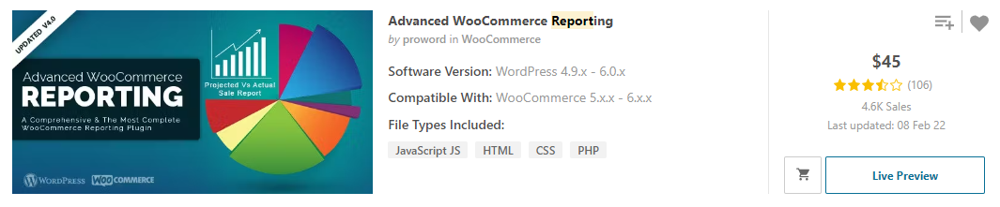 UPDATED V4.0
Advanced WooCommerce
REPORTING
A Comprehensive & The Most Complete
WooCommerce Reporting Plugin
Projected Vs Actual
Sale Report
WORDPRESS WOO COMMERCE
Advanced WooCommerce Reporting
by proword in WooCommerce
Software Version: WordPress 4.9.x - 6.0.x
Compatible With: WooCommerce 5.x.x - 6.x.x
File Types Included:
JavaScript JS HTML CSS PHP
$45
(106)
4.6K Sales
Last updated: 08 Feb 22
Live Preview